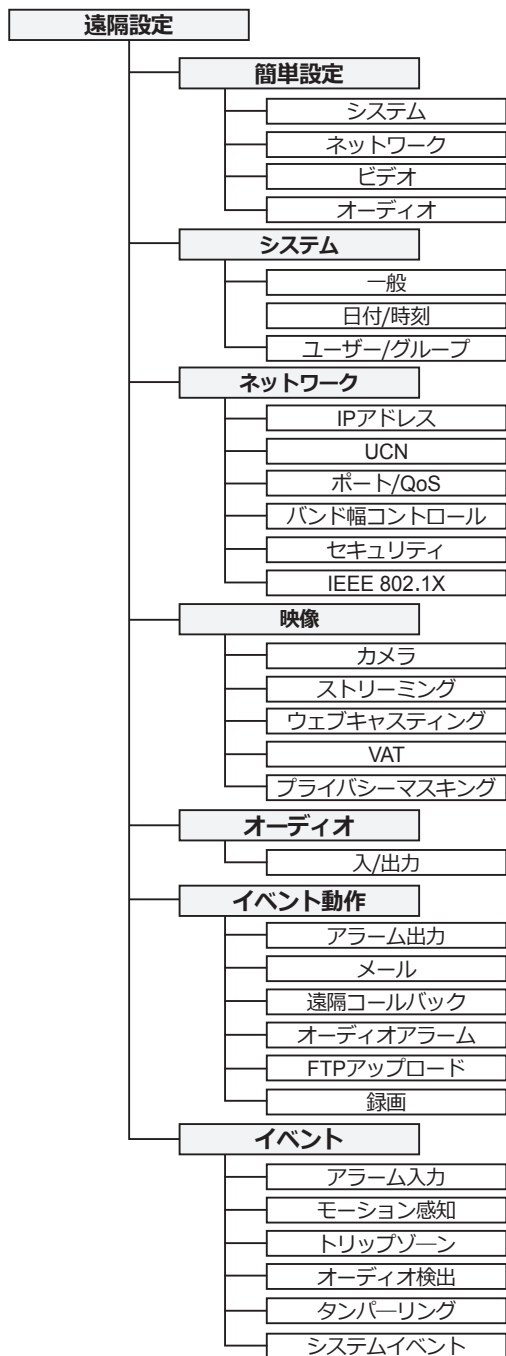 遠隔設定
簡単設定
システム
ネットワーク
ビデオ
オーディオ
システム
一般
日付/時刻
ユーザー/グループ
ネットワーク
IPアドレス
UCN
ポート/QoS
バンド幅コントロール
セキュリティ
IEEE 802.1X
映像
カメラ
ストリーミング
ウェブキャスティング
VAT
プライバシーマスキング
オーディオ
入/出力
イベント動作
アラーム出力
メール
遠隔コールバック
オーディオアラーム
FTPアップロード
録画
イベント
アラーム入力
モーション感知
トリップゾ―ン
オーディオ検出
タンパ―リング
システムイベント